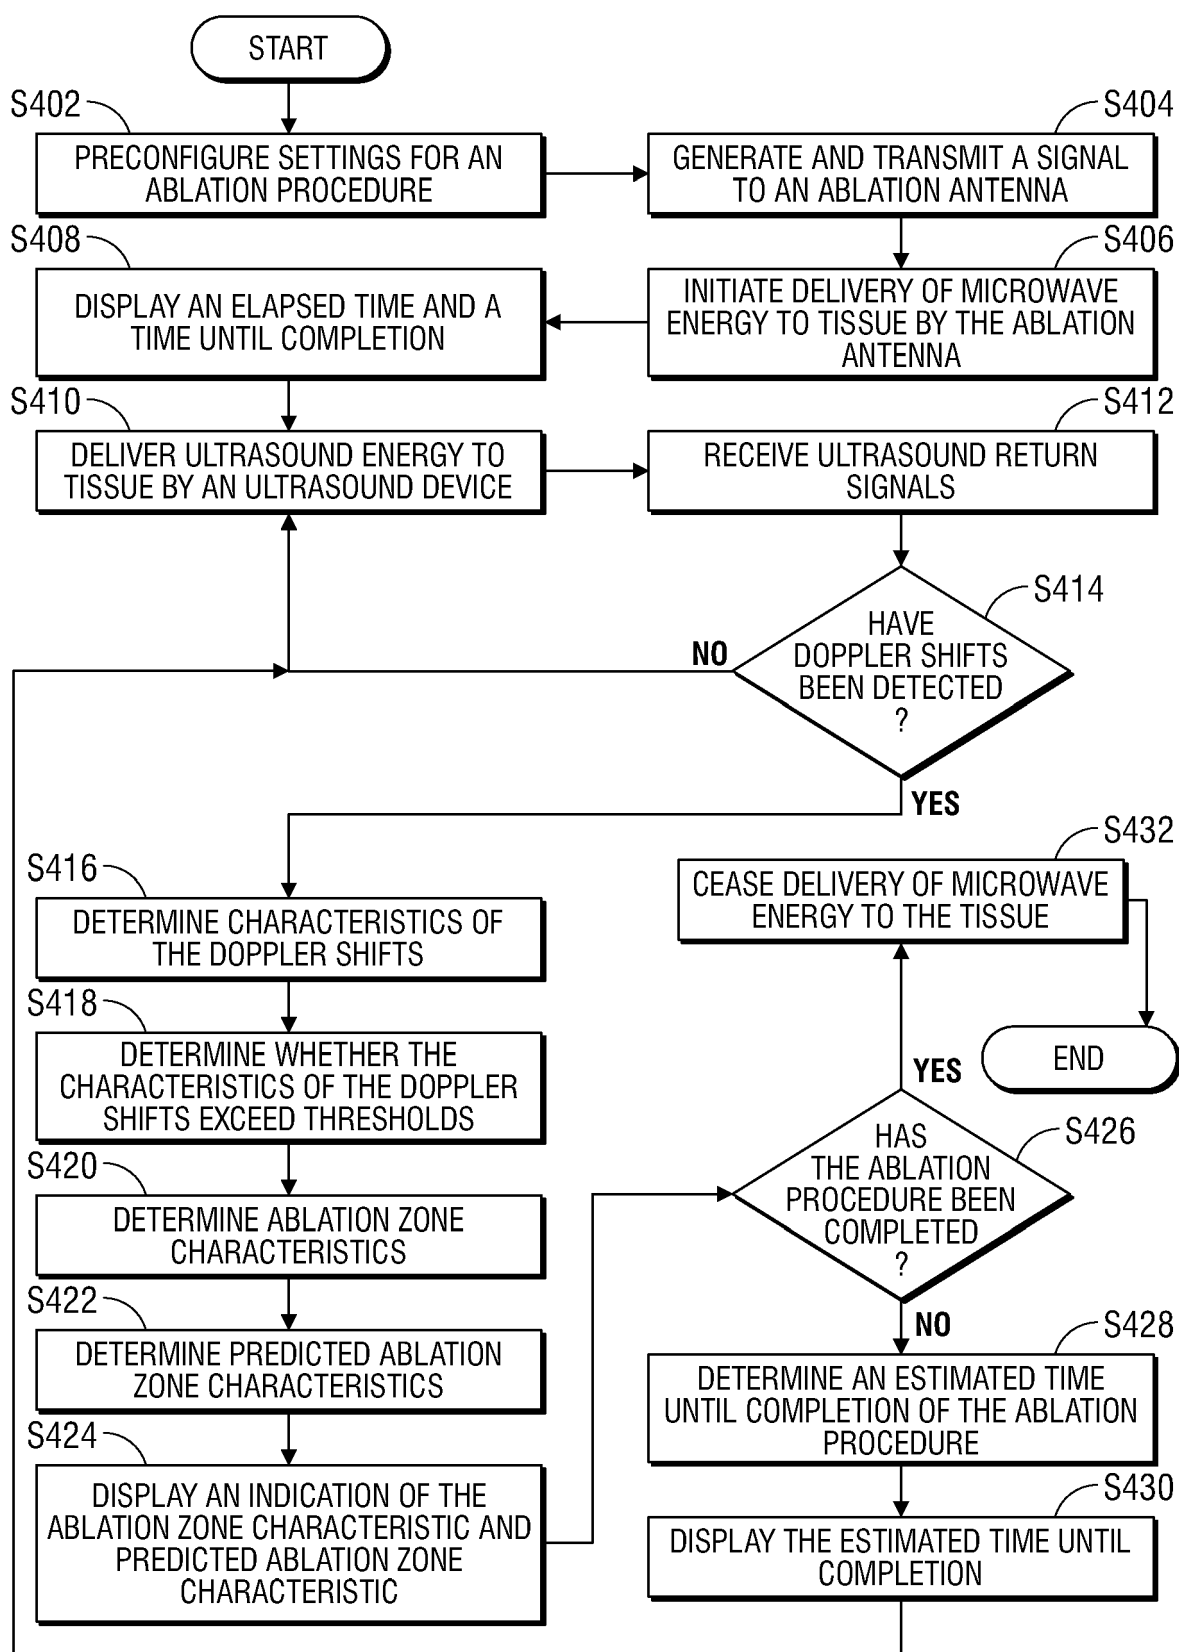 START
S402
PRECONFIGURE SETTINGS FOR AN
ABLATION PROCEDURE
S404
GENERATE AND TRANSMIT A SIGNAL
TO AN ABLATION ANTENNA
S406
INITIATE DELIVERY OF MICROWAVE
ENERGY TO TISSUE BY THE ABLATION
ANTENNA
S408
DISPLAY AN ELAPSED TIME AND A
TIME UNTIL COMPLETION
S410
DELIVER ULTRASOUND ENERGY TO
TISSUE BY AN ULTRASOUND DEVICE
S412
RECEIVE ULTRASOUND RETURN
SIGNALS
S414
HAVE
DOPPLER SHIFTS
BEEN DETECTED
?
NO
YES
S416
DETERMINE CHARACTERISTICS OF
THE DOPPLER SHIFTS
S418
DETERMINE WHETHER THE
CHARACTERISTICS OF THE DOPPLER
SHIFTS EXCEED THRESHOLDS
S420
DETERMINE ABLATION ZONE
CHARACTERISTICS
S422
DETERMINE PREDICTED ABLATION
ZONE CHARACTERISTICS
S424
DISPLAY AN INDICATION OF THE
ABLATION ZONE CHARACTERISTIC AND
PREDICTED ABLATION ZONE
CHARACTERISTIC
S426
HAS
THE ABLATION
PROCEDURE BEEN
COMPLETED
?
YES
S432
CEASE DELIVERY OF MICROWAVE
ENERGY TO THE TISSUE
END
NO
S428
DETERMINE AN ESTIMATED TIME
UNTIL COMPLETION OF THE ABLATION
PROCEDURE
S430
DISPLAY THE ESTIMATED TIME UNTIL
COMPLETION